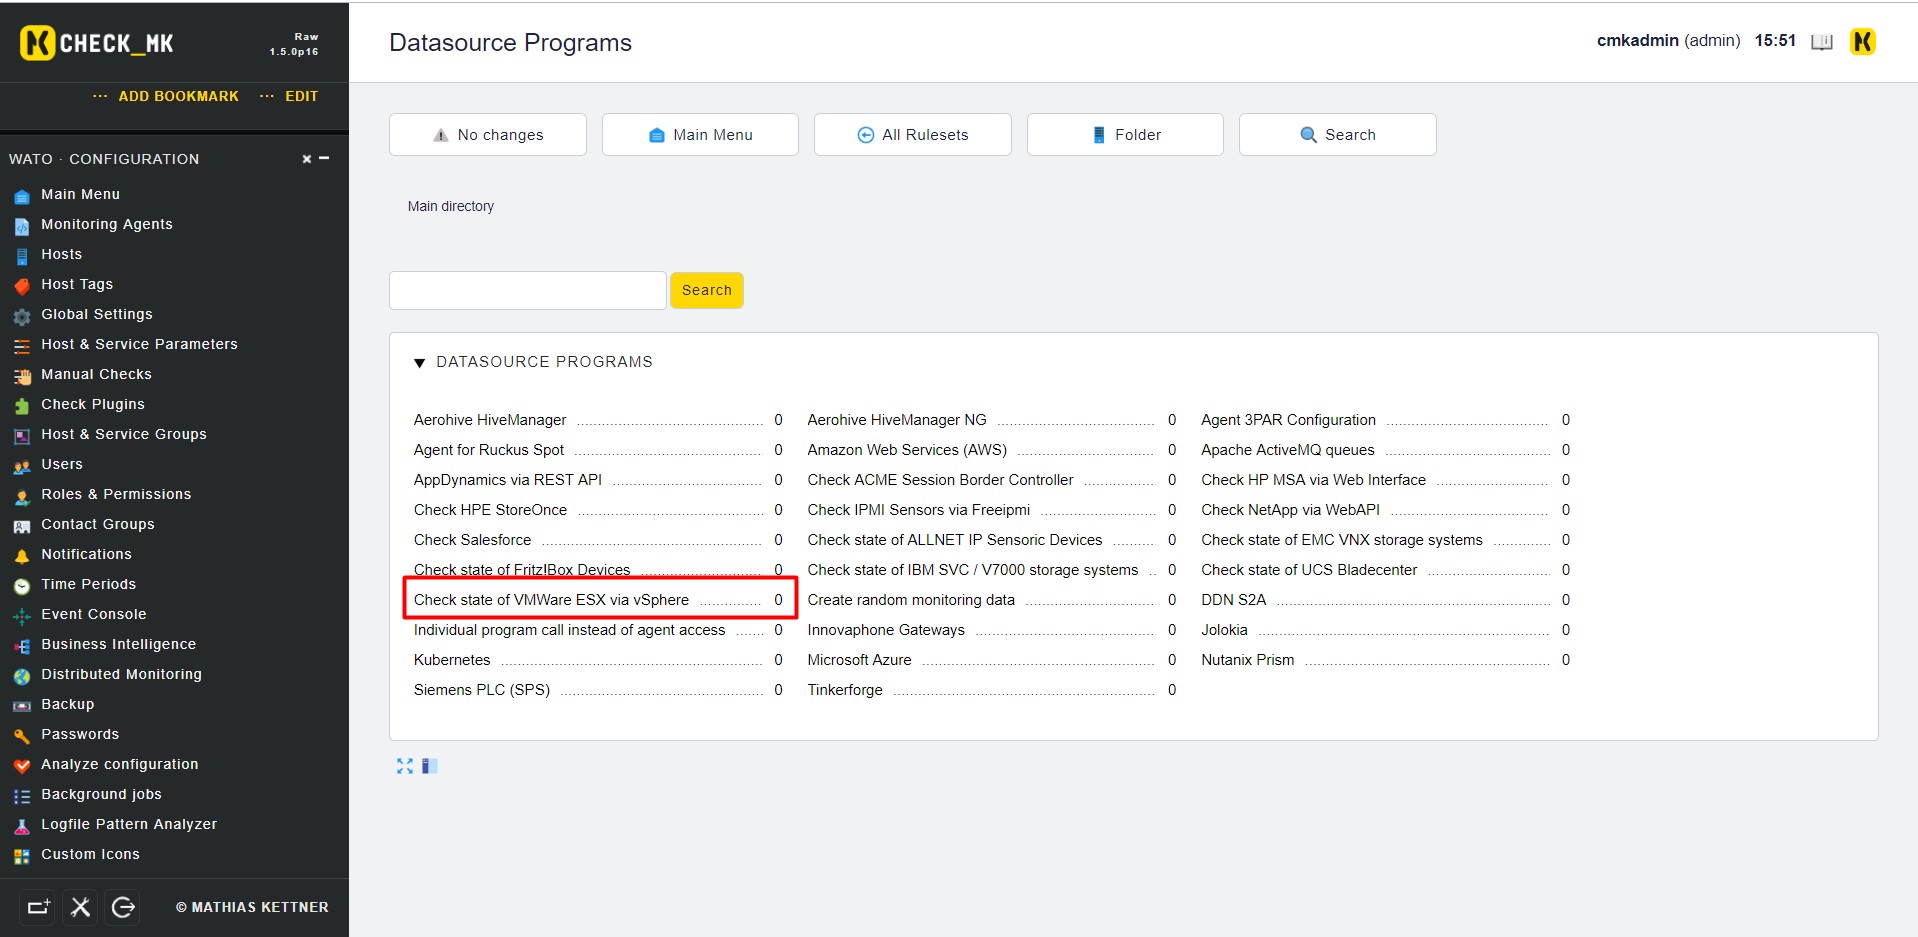 CHECK_MK
Raw
1.5.0p16
··· ADD BOOKMARK ··· EDIT
WATO · CONFIGURATION
Main Menu
Monitoring Agents
Hosts
Host Tags
Global Settings
Host & Service Parameters
Manual Checks
Check Plugins
Host & Service Groups
Users
Roles & Permissions
Contact Groups
Notifications
Time Periods
Event Console
Business Intelligence
Distributed Monitoring
Backup
Passwords
Analyze configuration
Background jobs
Logfile Pattern Analyzer
Custom Icons
© MATHIAS KETTNER
Datasource Programs
cmkadmin (admin) 15:51
No changes
Main Menu
All Rulesets
Folder
Search
Main directory
Search
DATASOURCE PROGRAMS
Aerohive HiveManager 0 Aerohive HiveManager NG 0 Agent 3PAR Configuration 0
Agent for Ruckus Spot 0 Amazon Web Services (AWS) 0 Apache ActiveMQ queues 0
AppDynamics via REST API 0 Check ACME Session Border Controller 0 Check HP MSA via Web Interface 0
Check HPE StoreOnce 0 Check IPMI Sensors via Freeipmi 0 Check NetApp via WebAPI 0
Check Salesforce 0 Check state of ALLNET IP Sensoric Devices 0 Check state of EMC VNX storage systems 0
Check state of Fritz!Box Devices 0 Check state of IBM SVC / V7000 storage systems 0 Check state of UCS Bladecenter 0
Check state of VMWare ESX via vSphere 0 Create random monitoring data 0 DDN S2A 0
Individual program call instead of agent access 0 Innovaphone Gateways 0 Jolokia 0
Kubernetes 0 Microsoft Azure 0 Nutanix Prism 0
Siemens PLC (SPS) 0 Tinkerforge 0